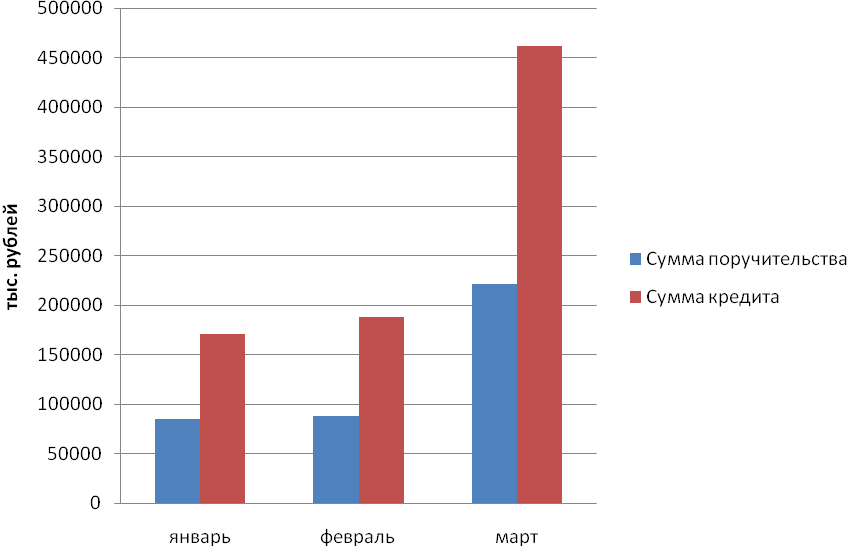 500000
450000
400000
350000
300000
250000
200000
150000
100000
50000
0
тыс. рублей
январь
февраль
март
Сумма поручительства
Сумма кредита